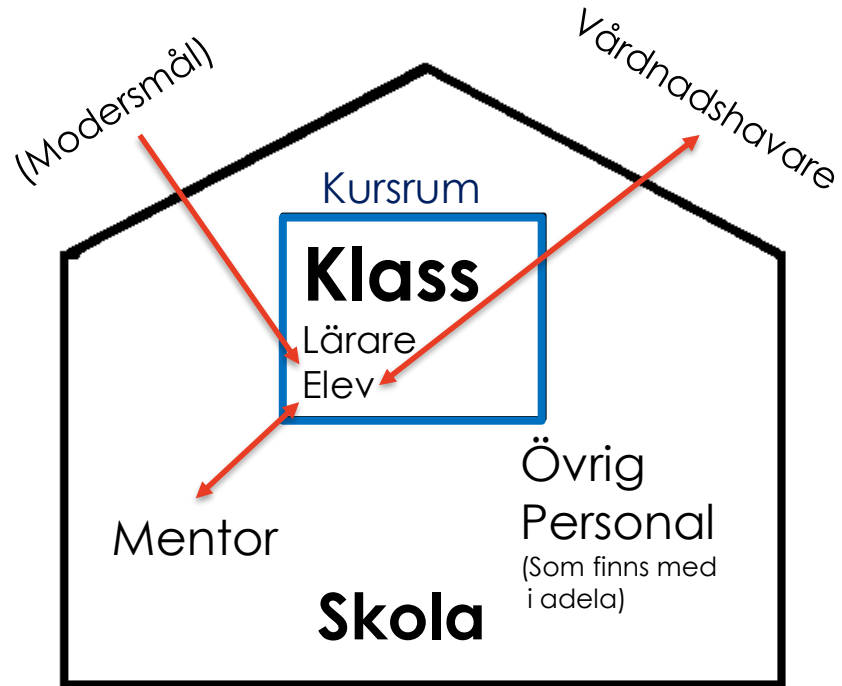 (Modersmål)
Vårdnadshavare
Kursrum
Klass
Lärare
Elev
Mentor
Övrig
Personal
(Som finns med
i adela)
Skola